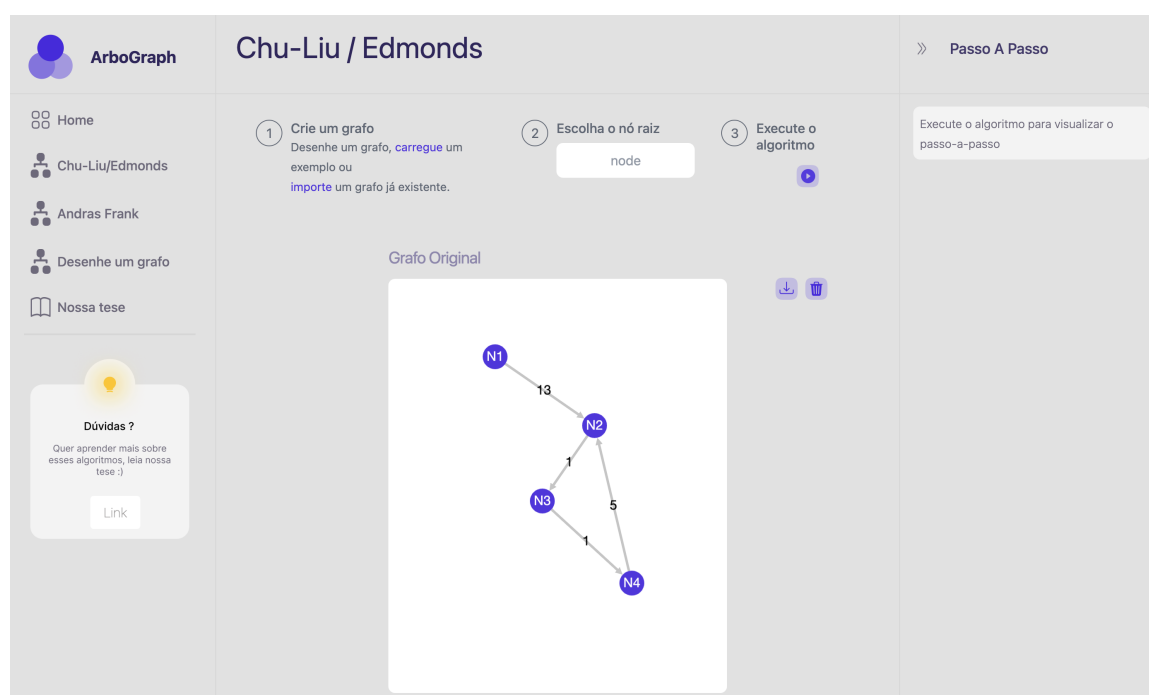 ArboGraph
Home
Chu-Liu/Edmonds
Andras Frank
Desenhe um grafo
Nossa tese
Dúvidas ?
Quer aprender mais sobre
esses algoritmos, leia nossa
tese :)
Link
Chu-Liu / Edmonds
1
Crie um grafo
Desenhe um grafo, carregue um
exemplo ou
importe um grafo já existente.
2
Escolha o nó raiz
node
3
Execute o
algoritmo
Grafo Original
N1
13
N2
1
N3
5
1
N4
Passo A Passo
Execute o algoritmo para visualizar o
passo-a-passo